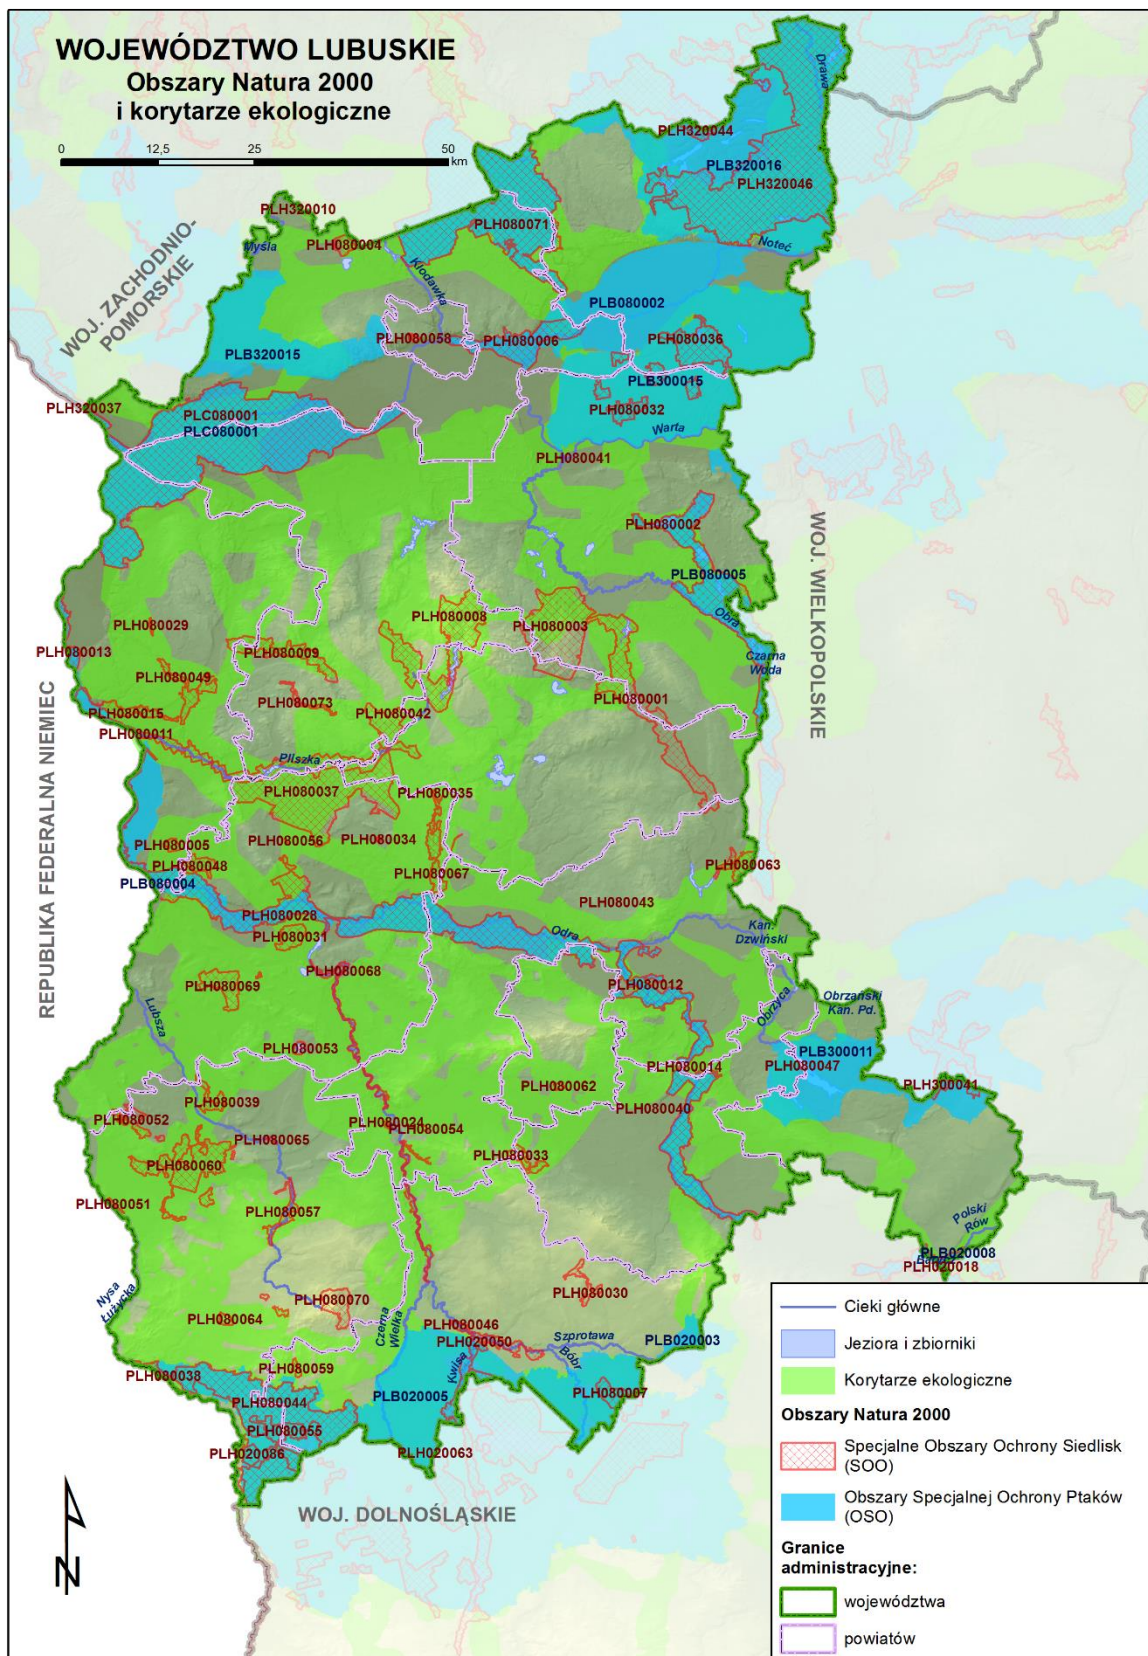 WOJEWÓDZTWO LUBUSKIE
Obszary Natura 2000
i korytarze ekologiczne
0 12,5 25 50
km
Drawa
PLH320044
PLB320016
PLH320046
PLH320010
PLH080071
Myśla
PLH080004
Noteć
Kłodawka
WOJ. ZACHODNIO-
POMORSKIE
PLB080002
PLH080058
PLH080006
PLH080036
PLB320015
PLB300015
PLH320037
PLC080001
PLH080032
PLC080001
Warta
PLH080041
PLH080002
WOJ. WIELKOPOLSKIE
PLB080005
Obra
PLH080008
PLH080003
PLH080029
PLH080013
PLH080009
Czarna
Woda
PLH080049
PLH080073
PLH080001
PLH080015
PLH080042
PLH080011
REPUBLIKA FEDERALNA NIEMIEC
Pliszka
PLH080037
PLH080035
PLH080005
PLH080056
PLH080034
PLH080048
PLH080063
PLB080004
PLH080067
PLH080028
PLH080043
PLH080031
Odra
Kan.
Dzwiński
PLH080068
PLH080069
PLH080012
Obrzyca
Obrzański
Kan. Pd.
Lubsza
PLH080053
PLB300011
PLH080014
PLH080047
PLH080062
PLH300041
PLH080039
PLH080040
PLH080052
PLH080024
PLH080054
PLH080065
PLH080033
PLH080060
PLH080051
PLH080057
Polski
Rów
PLB020008
PLH020018
Nysa
Łużycka
PLH080070
PLH080030
PLH080064
Czerna
Wielka
PLH080046
PLH020050
Szprotawa
PLB020003
Kwisa
Bóbr
PLH080059
PLH080038
PLB020005
PLH080007
PLH080044
PLH080055
PLH020086
PLH020063
WOJ. DOLNOŚLĄSKIE
N
Cieki główne
Jeziora i zbiorniki
Korytarze ekologiczne
Obszary Natura 2000
Specjalne Obszary Ochrony Siedlisk
(SOO)
Obszary Specjalnej Ochrony Ptaków
(OSO)
Granice
administracyjne:
województwa
powiatów